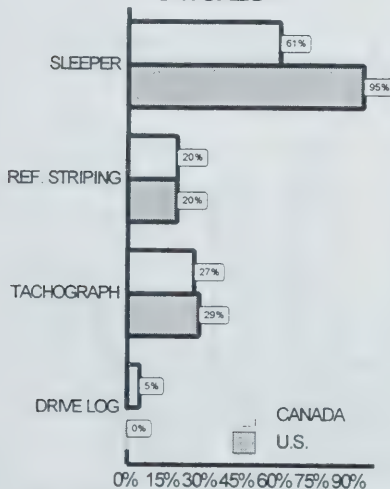 61%
SLEEPER
95%
20%
REF. STRIPING
20%
27%
TACHOGRAPH
29%
5%
DRIVE LOG
0%
CANADA
U.S.
0% 15% 30% 45% 60% 75% 90%